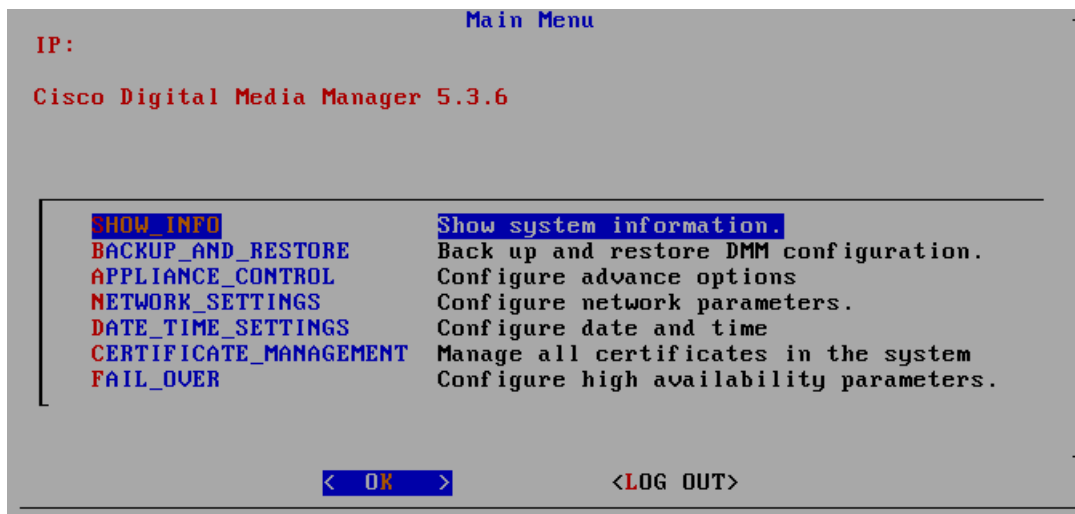 Main Menu
IP:
Cisco Digital Media Manager 5.3.6
SHOW_INFO Show system information.
BACKUP_AND_RESTORE Back up and restore DMM configuration.
APPLIANCE_CONTROL Configure advance options
NETWORK_SETTINGS Configure network parameters.
DATE_TIME_SETTINGS Configure date and time
CERTIFICATE_MANAGEMENT Manage all certificates in the system
FAIL_OVER Configure high availability parameters.
< OK > <LOG OUT>